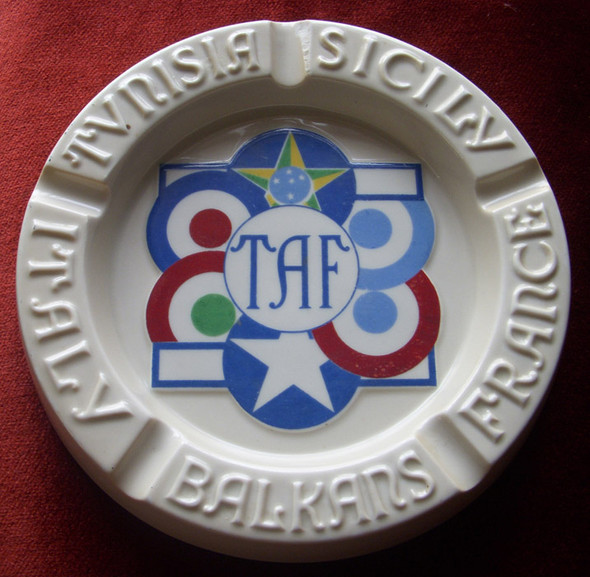 TVNISIA
SICILY
FRANCE
BALKANS
ITALY
TAF